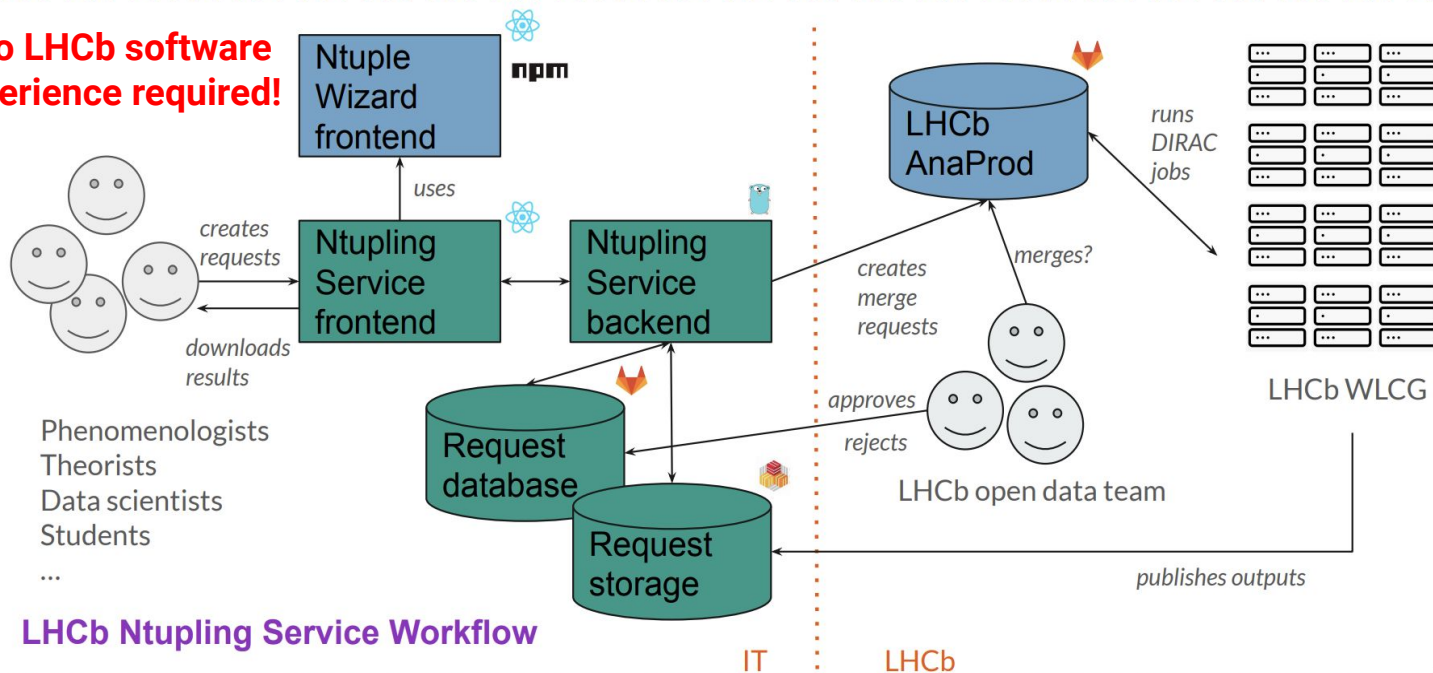 o LHCb software
erience required!
Ntuple
Wizard
frontend
npm
uses
creates
requests
downloads
results
Ntupling
Service
frontend
Ntupling
Service
backend
Request
database
Request
storage
Phenomenologists
Theorists
Data scientists
Students
...
LHCb Ntupling Service Workflow
IT
LHCb
LHCb
AnaProd
runs
DIRAC
jobs
creates
merge
requests
merges?
approves
rejects
LHCb open data team
LHCb WLCG
publishes outputs